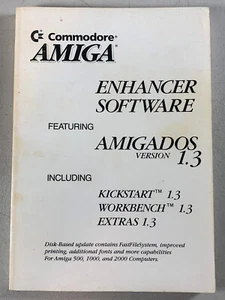 Commodore®
AMIGA®
ENHANCER
SOFTWARE
FEATURING
AMIGADOS
VERSION 1.3
INCLUDING
KICKSTART™ 1.3
WORKBENCH™ 1.3
EXTRAS 1.3
Disk-Based update contains FastFileSystem, improved
printing, additional fonts and more capabilities
For Amiga 500, 1000, and 2000 Computers.